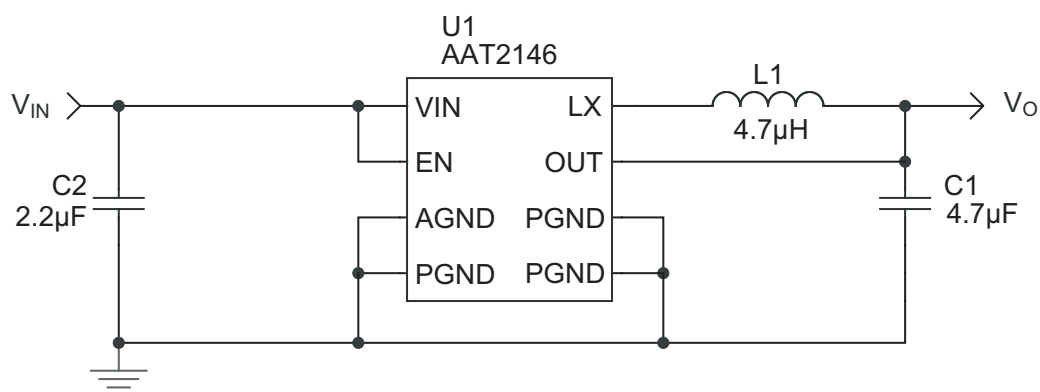 U1
AAT2146
V_IN
VIN
LX
L1
4.7µH
V_O
EN
OUT
C2
2.2µF
C1
4.7µF
AGND
PGND
PGND
PGND